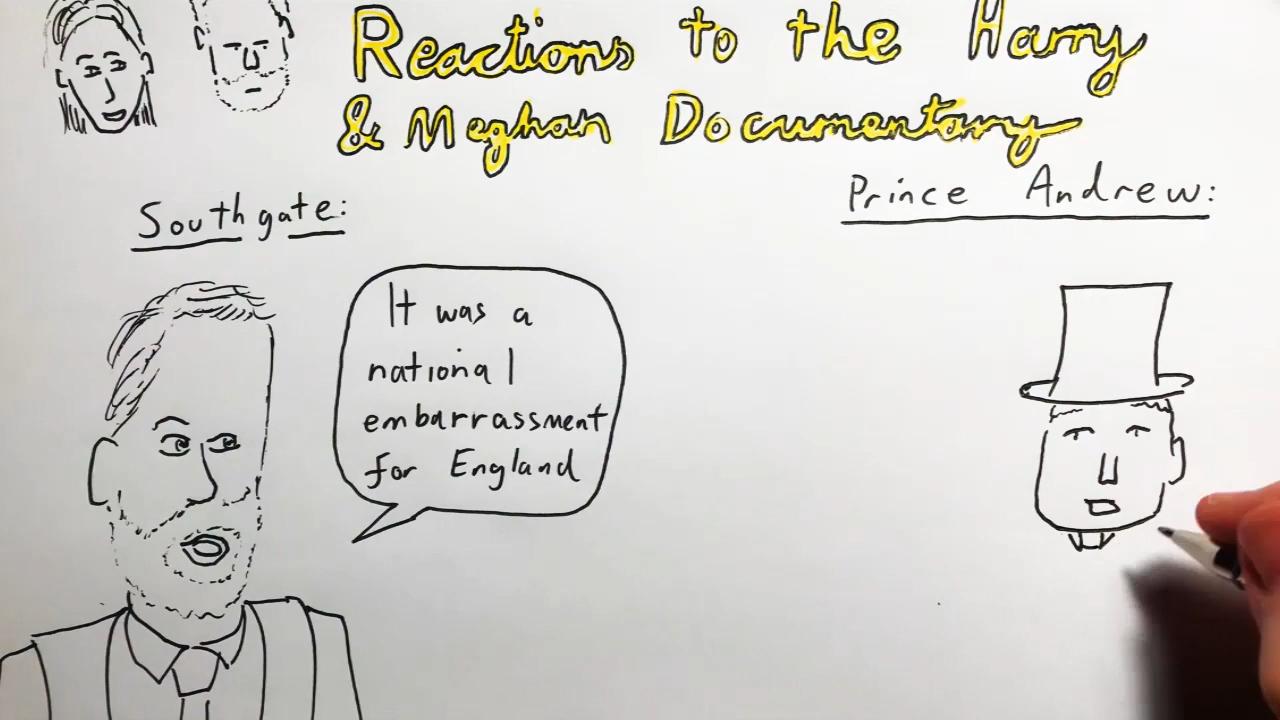 Reactions to the Harry
& Meghan Documentary
Southgate:
Prince Andrew:
It was a
national
embarrassment
for England